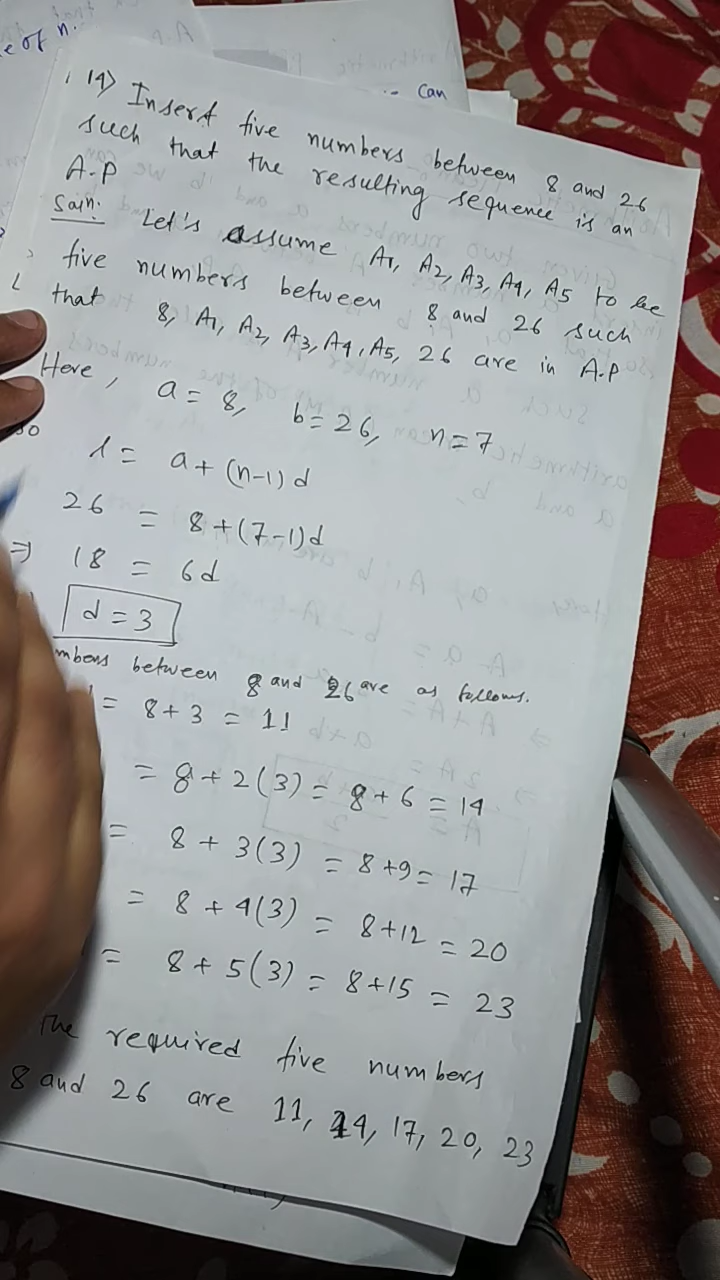 e of n.
can
14) Insert five numbers between 8 and 26
such that the resulting sequence is an
A.P
Soln: Let's assume A1, A2, A3, A4, A5 to be
five numbers between 8 and 26 such
that 8, A1, A2, A3, A4, A5, 26 are in A.P
Here, a = 8, b = 26, n = 7
so l = a + (n-1)d
26 = 8 + (7-1)d
⇒ 18 = 6d
d = 3
between 8 and 26 are as follows.
= 8 + 3 = 11
= 8 + 2(3) = 8 + 6 = 14
= 8 + 3(3) = 8 + 9 = 17
= 8 + 4(3) = 8 + 12 = 20
= 8 + 5(3) = 8 + 15 = 23
The required five numbers
8 and 26 are 11, 14, 17, 20, 23